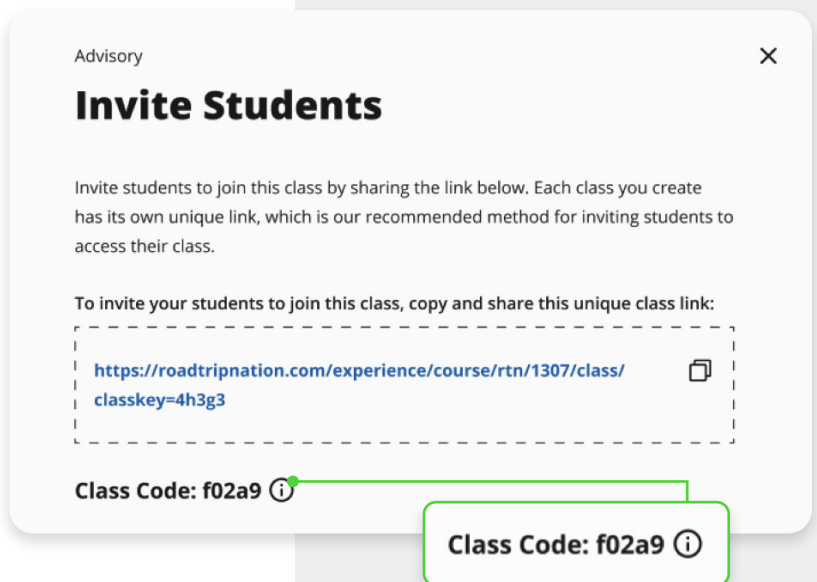 Advisory
Invite Students
Invite students to join this class by sharing the link below. Each class you create
has its own unique link, which is our recommended method for inviting students to
access their class.
To invite your students to join this class, copy and share this unique class link:
https://roadtripnation.com/experience/course/rtn/1307/class/
classkey=4h3g3
Class Code: f02a9
Class Code: f02a9